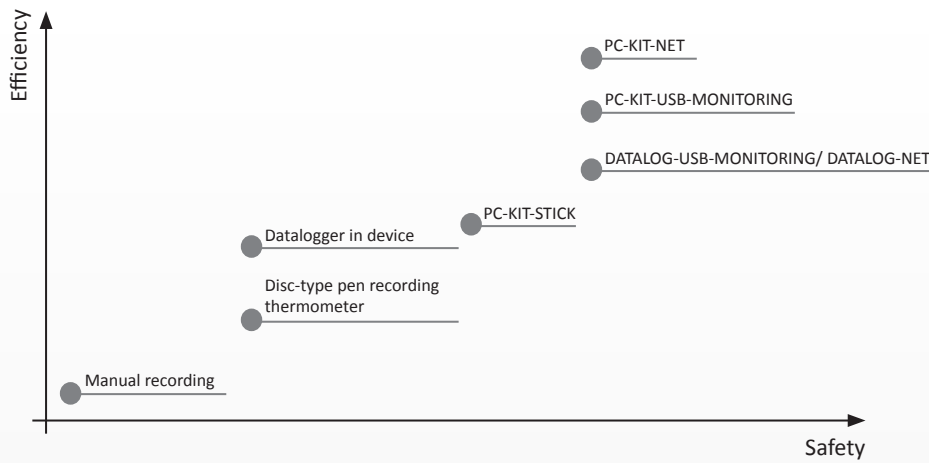 Efficiency
PC-KIT-NET
PC-KIT-USB-MONITORING
DATALOG-USB-MONITORING/ DATALOG-NET
PC-KIT-STICK
Datalogger in device
Disc-type pen recording
thermometer
Manual recording
Safety